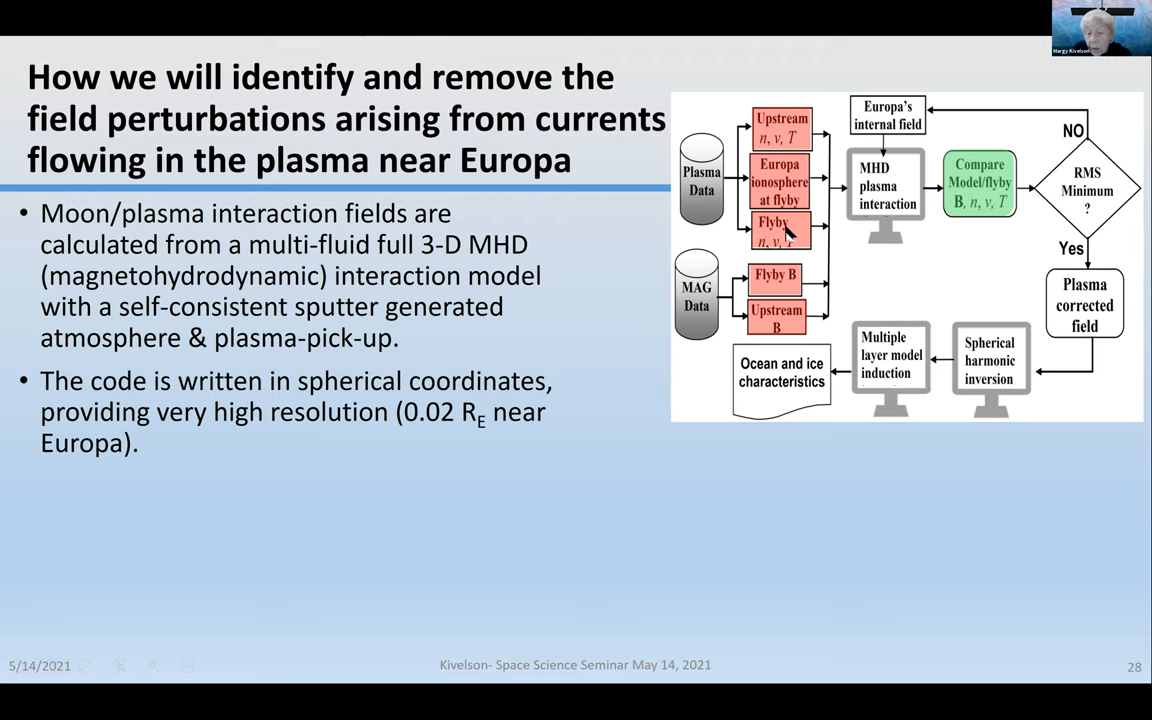 Margy Kivelson
How we will identify and remove the
field perturbations arising from currents
flowing in the plasma near Europa
• Moon/plasma interaction fields are
calculated from a multi-fluid full 3-D MHD
(magnetohydrodynamic) interaction model
with a self-consistent sputter generated
atmosphere & plasma-pick-up.
• The code is written in spherical coordinates,
providing very high resolution (0.02 RE near
Europa).
Plasma
Data
Upstream
n, v, T
Europa
ionosphere
at flyby
Flyby
n, v, T
MAG
Data
Flyby B
Upstream
B
Europa's
internal field
MHD
plasma
interaction
Compare
Model/flyby
B, n, v, T
NO
RMS
Minimum
?
Yes
Plasma
corrected
field
Spherical
harmonic
inversion
Multiple
layer model
induction
Ocean and ice
characteristics
5/14/2021
Kivelson- Space Science Seminar May 14, 2021
28